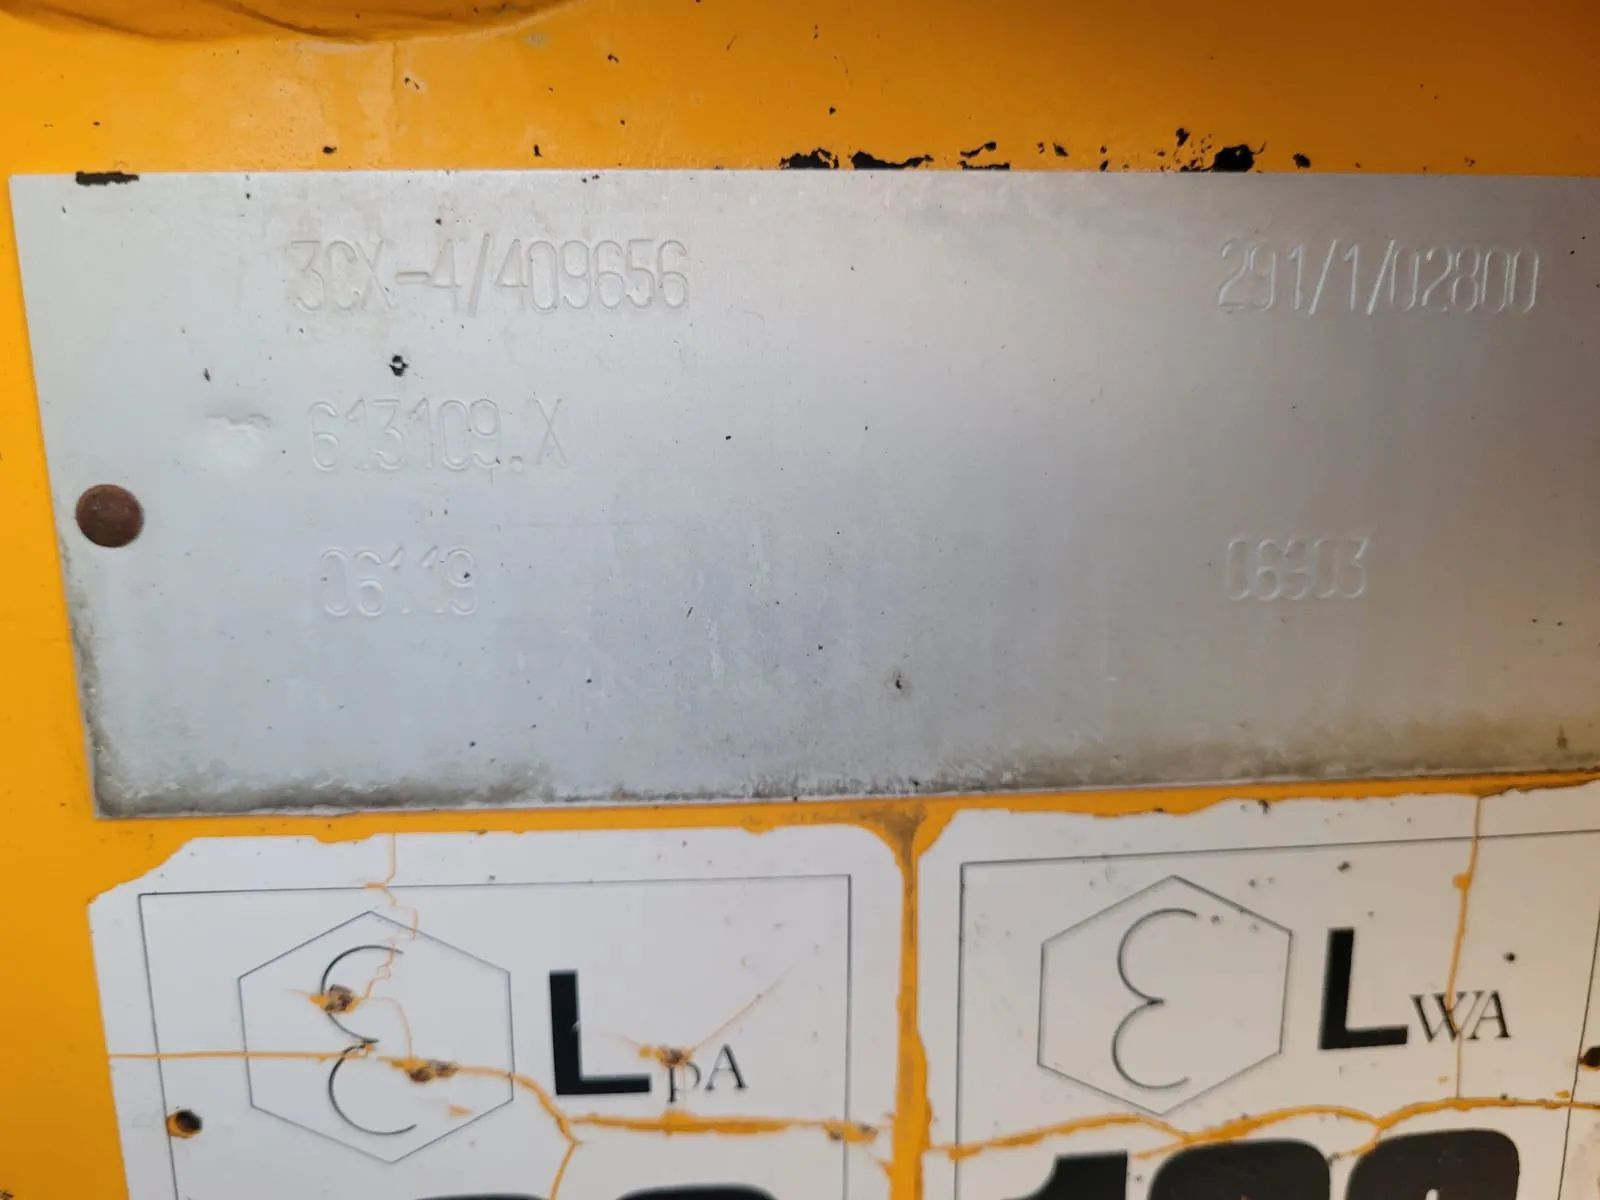 3CX-4/409656 291/1/02800
613109.X
06119 06903
LpA
LWA